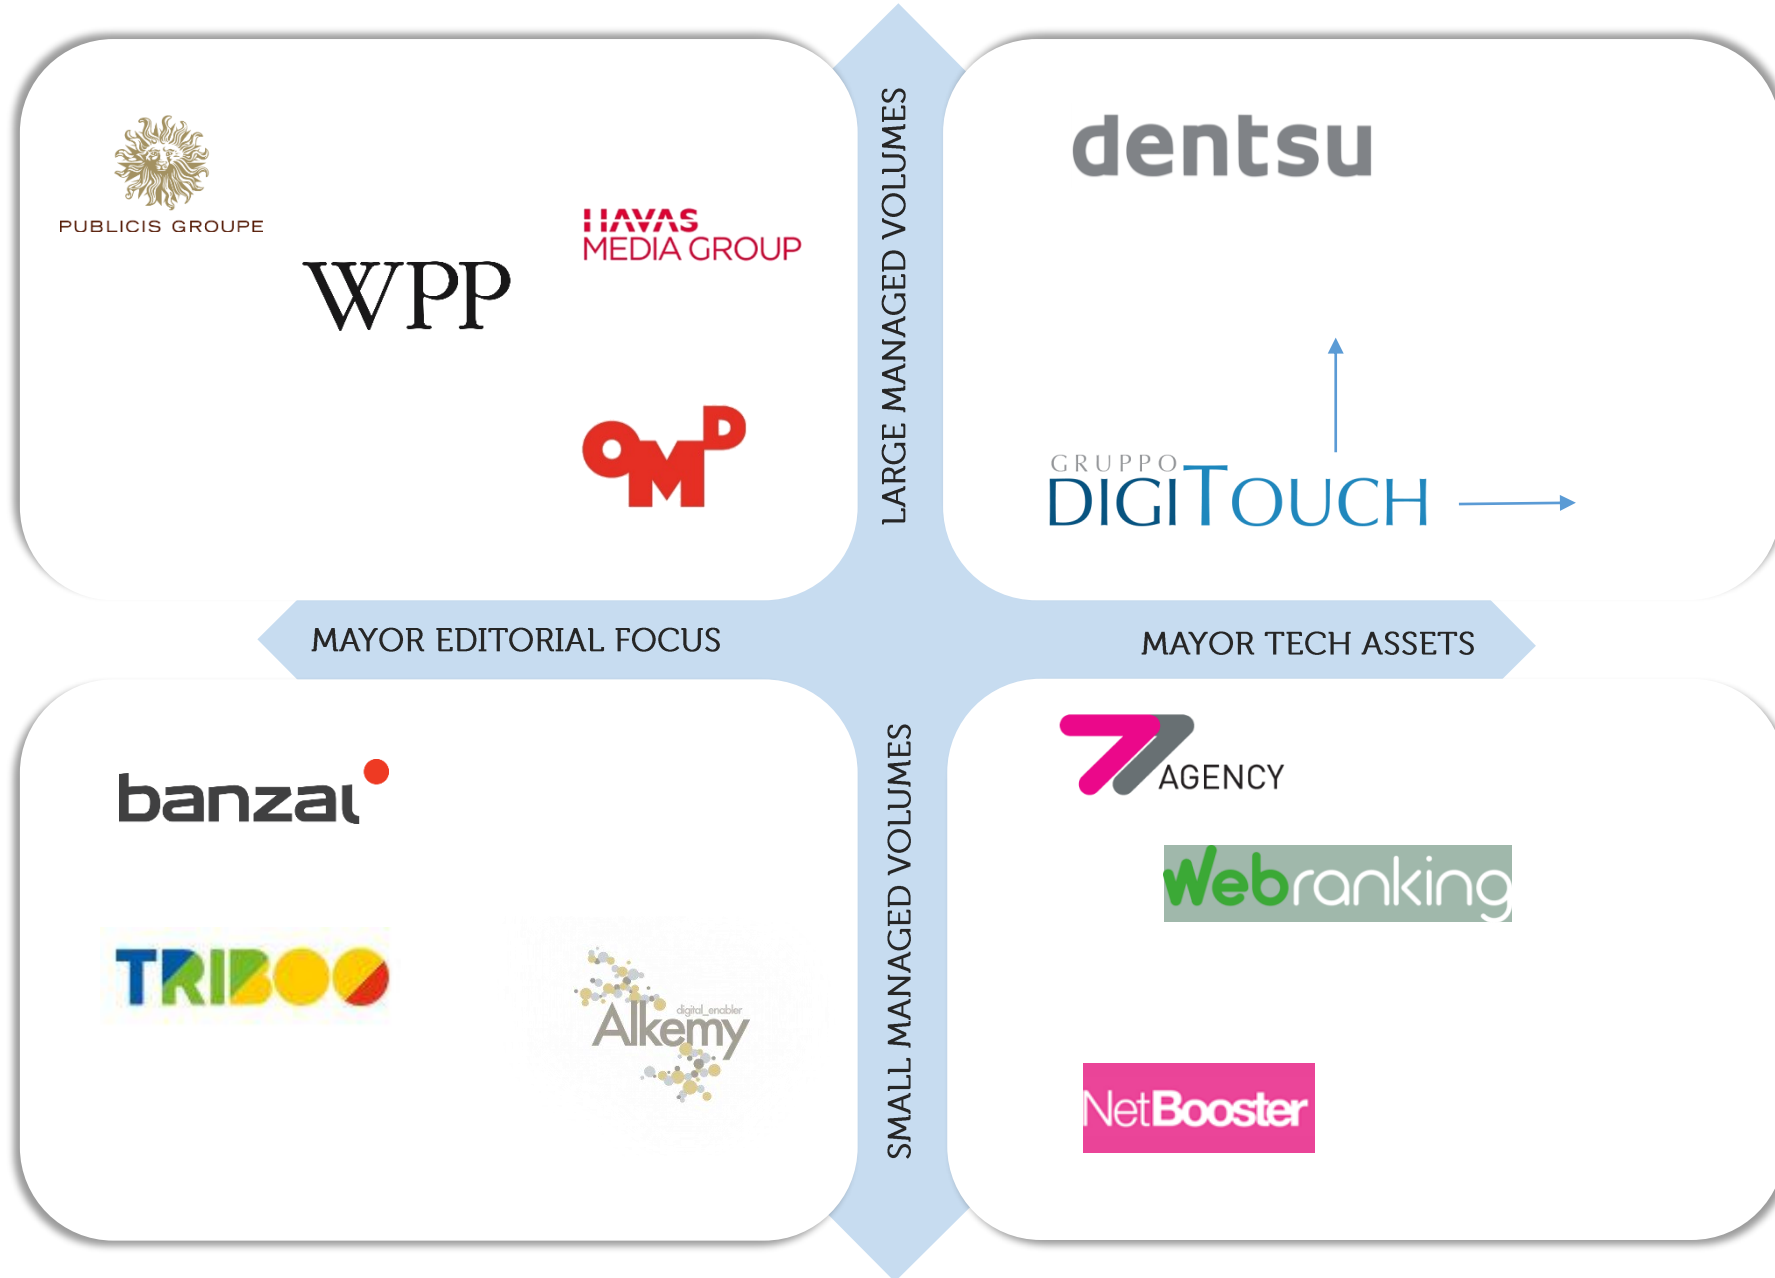 PUBLICIS GROUPE
WPP
HAVAS
MEDIA GROUP
OMD
LARGE MANAGED VOLUMES
dentsu
GRUPPO
DIGITOUCH
MAYOR EDITORIAL FOCUS
MAYOR TECH ASSETS
banzai
TRIBOO
digital_enabler
Alkemy
SMALL MANAGED VOLUMES
77
AGENCY
Webranking
NetBooster